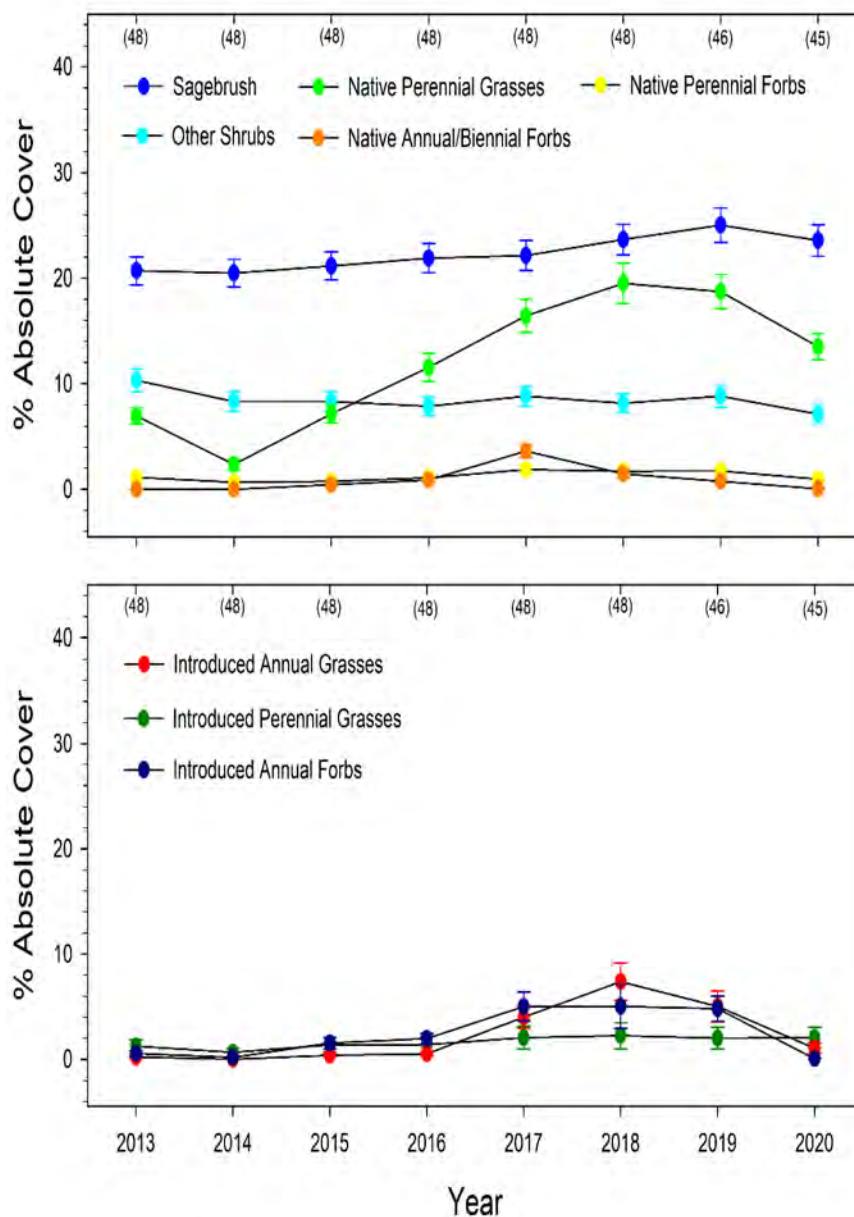 (48) (48) (48) (48) (48) (48) (46) (45)
40
Sagebrush Native Perennial Grasses Native Perennial Forbs
Other Shrubs Native Annual/Biennial Forbs
30
20
10
0
% Absolute Cover
(48) (48) (48) (48) (48) (48) (46) (45)
40
Introduced Annual Grasses
Introduced Perennial Grasses
Introduced Annual Forbs
30
20
10
0
% Absolute Cover
2013 2014 2015 2016 2017 2018 2019 2020
Year